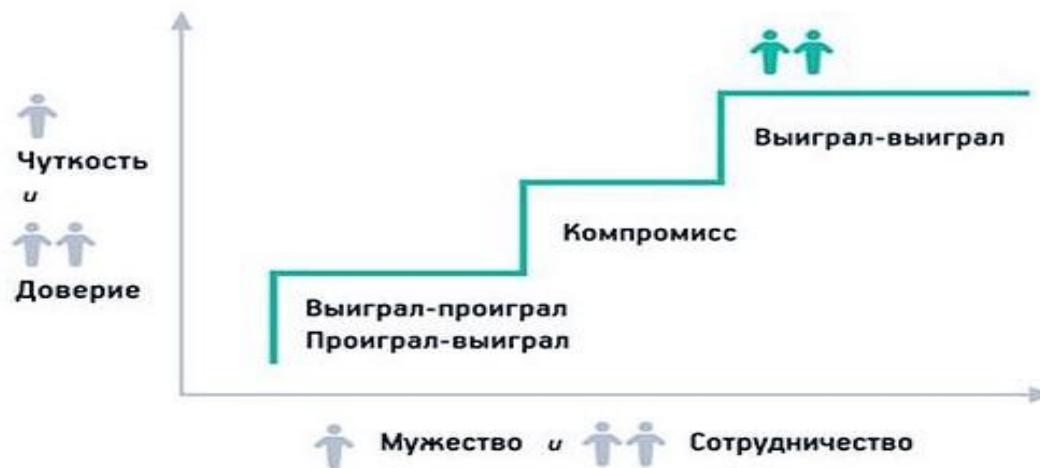 Чуткость
и
Доверие
Выиграл-выиграл
Компромисс
Выиграл-проиграл
Проиграл-выиграл
Мужество и Сотрудничество